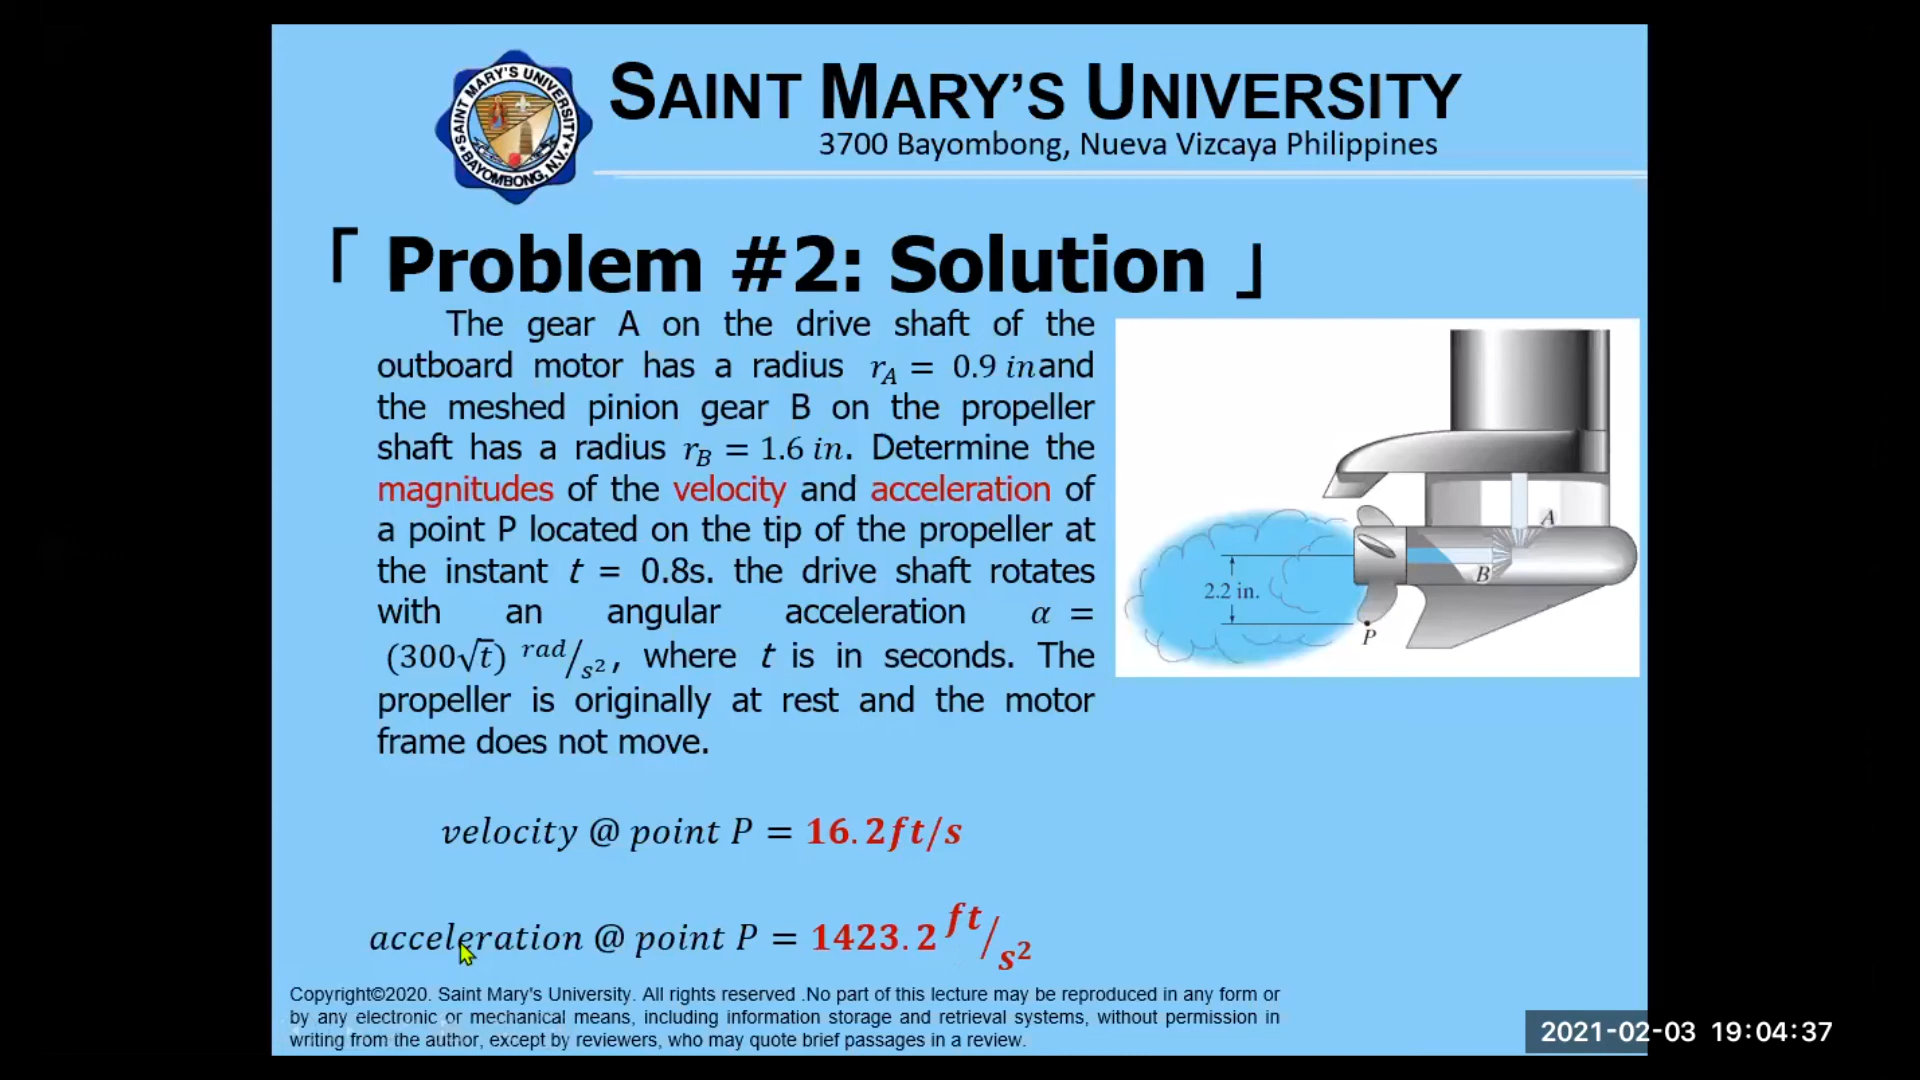 SAINT MARY'S UNIVERSITY
SAINT MARY'S UNIVERSITY
BAYOMBONG, N.V.
3700 Bayombong, Nueva Vizcaya Philippines
「 Problem #2: Solution 」
The gear A on the drive shaft of the
outboard motor has a radius r_A = 0.9 in and
the meshed pinion gear B on the propeller
shaft has a radius r_B = 1.6 in. Determine the
magnitudes of the velocity and acceleration of
a point P located on the tip of the propeller at
the instant t = 0.8s. the drive shaft rotates
with an angular acceleration α =
(300√t) rad/s², where t is in seconds. The
propeller is originally at rest and the motor
frame does not move.
A
B
2.2 in.
P
velocity @ point P = 16.2ft/s
acceleration @ point P = 1423.2 ft/s²
Copyright©2020. Saint Mary's University. All rights reserved .No part of this lecture may be reproduced in any form or
by any electronic or mechanical means, including information storage and retrieval systems, without permission in
writing from the author, except by reviewers, who may quote brief passages in a review.
2021-02-03 19:04:37